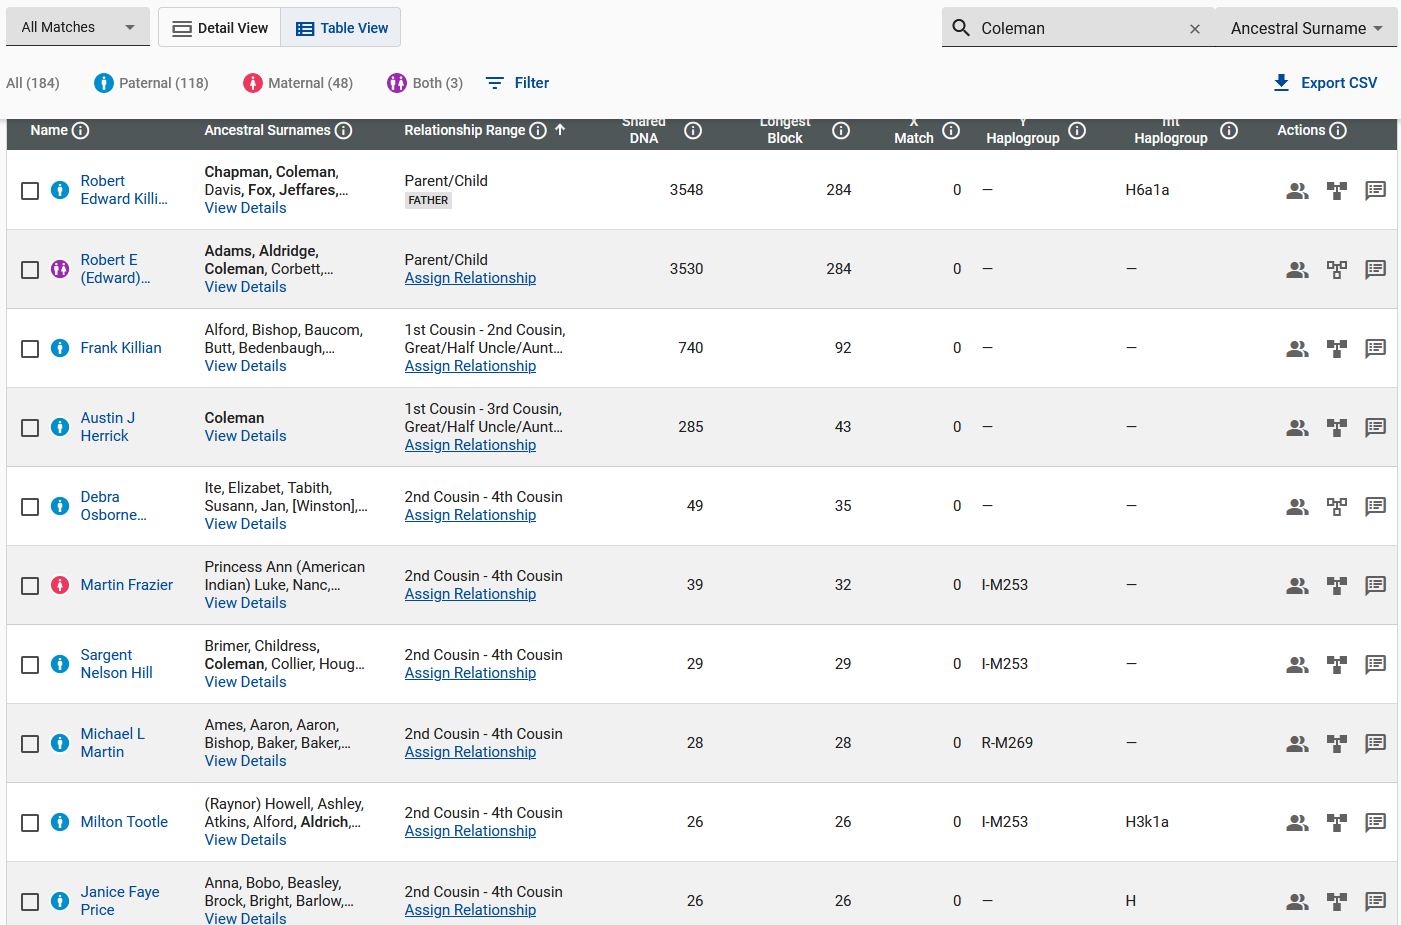 All Matches
Detail View
Table View
Coleman
Ancestral Surname
All (184)
Paternal (118)
Maternal (48)
Both (3)
Filter
Export CSV
Name
Ancestral Surnames
Relationship Range
Shared
DNA
Longest
Block
X
Match
Y
Haplogroup
mt
Haplogroup
Actions
Robert
Edward Killi...
Chapman, Coleman,
Davis, Fox, Jeffares,...
View Details
Parent/Child
FATHER
3548
284
0
—
H6a1a
Robert E
(Edward)...
Adams, Aldridge,
Coleman, Corbett,...
View Details
Parent/Child
Assign Relationship
3530
284
0
—
—
Frank Killian
Alford, Bishop, Baucom,
Butt, Bedenbaugh,...
View Details
1st Cousin - 2nd Cousin,
Great/Half Uncle/Aunt...
Assign Relationship
740
92
0
—
—
Austin J
Herrick
Coleman
View Details
1st Cousin - 3rd Cousin,
Great/Half Uncle/Aunt...
Assign Relationship
285
43
0
—
—
Debra
Osborne...
Ite, Elizabet, Tabith,
Susann, Jan, [Winston],...
View Details
2nd Cousin - 4th Cousin
Assign Relationship
49
35
0
—
—
Martin Frazier
Princess Ann (American
Indian) Luke, Nanc,...
View Details
2nd Cousin - 4th Cousin
Assign Relationship
39
32
0
I-M253
—
Sargent
Nelson Hill
Brimer, Childress,
Coleman, Collier, Houg...
View Details
2nd Cousin - 4th Cousin
Assign Relationship
29
29
0
I-M253
—
Michael L
Martin
Ames, Aaron, Aaron,
Bishop, Baker, Baker,...
View Details
2nd Cousin - 4th Cousin
Assign Relationship
28
28
0
R-M269
—
Milton Tootle
(Raynor) Howell, Ashley,
Atkins, Alford, Aldrich,...
View Details
2nd Cousin - 4th Cousin
Assign Relationship
26
26
0
I-M253
H3k1a
Janice Faye
Price
Anna, Bobo, Beasley,
Brock, Bright, Barlow,...
View Details
2nd Cousin - 4th Cousin
Assign Relationship
26
26
0
—
H